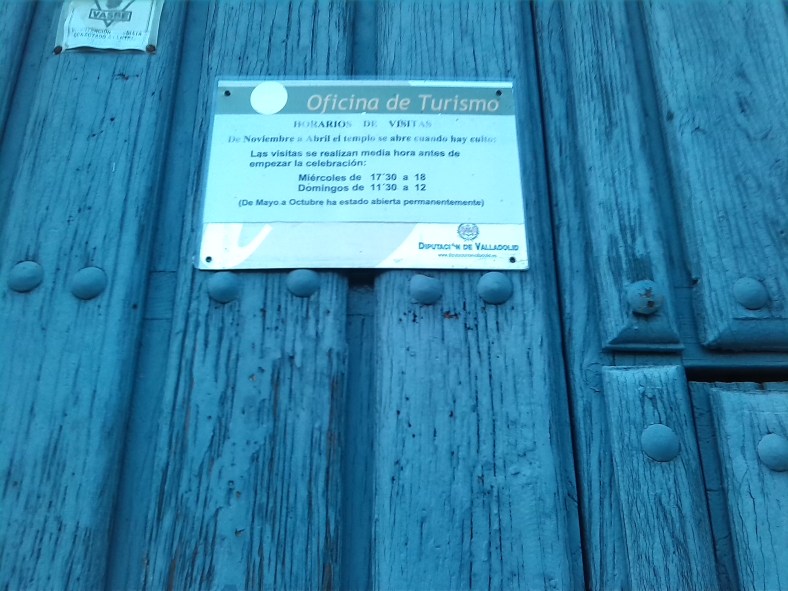 VASBE
Oficina de Turismo
HORARIOS DE VISITAS
De Noviembre a Abril el templo se abre cuando hay culto:
Las visitas se realizan media hora antes de
empezar la celebración:
Miércoles de 17´30 a 18
Domingos de 11´30 a 12
(De Mayo a Octubre ha estado abierta permanentemente)
DIPUTACIÓN DE VALLADOLID